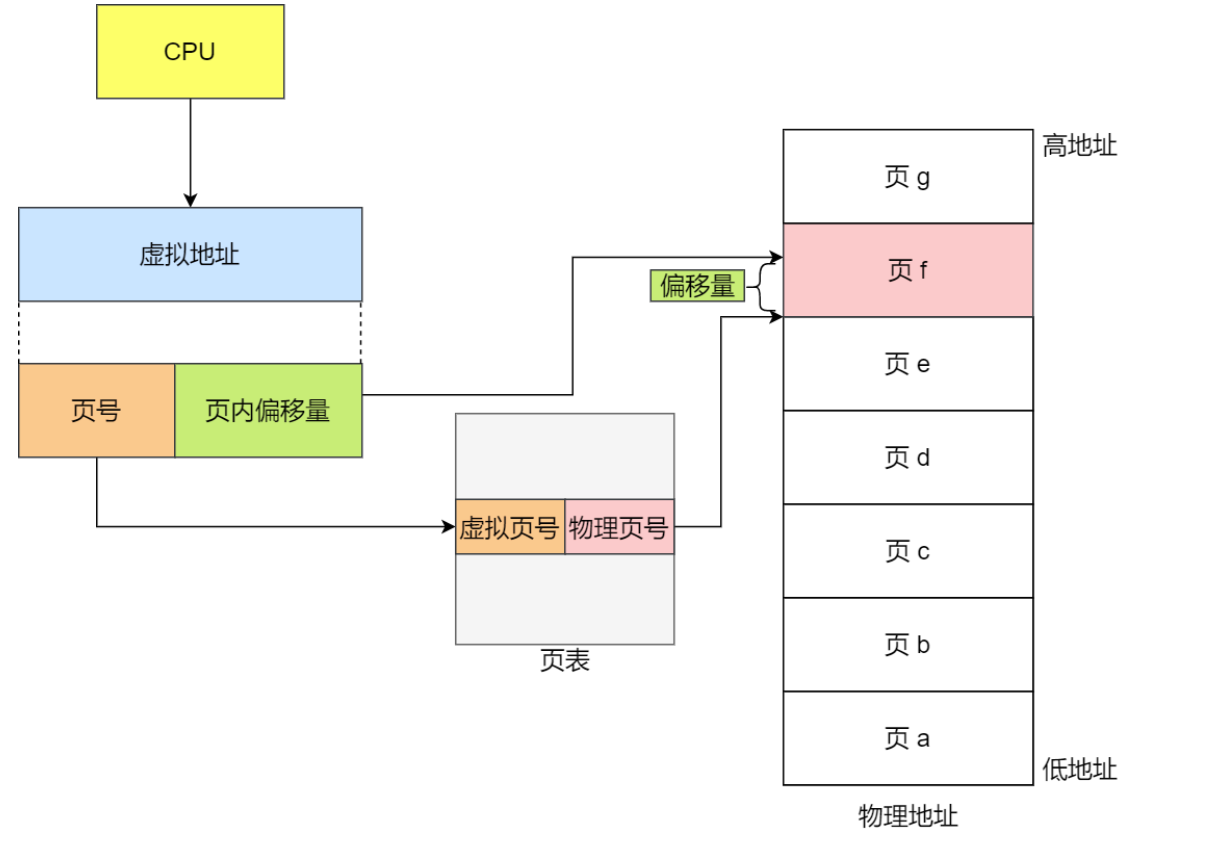 CPU
虚拟地址
页号
页内偏移量
虚拟页号
物理页号
页表
偏移量
高地址
页 g
页 f
页 e
页 d
页 c
页 b
页 a
低地址
物理地址